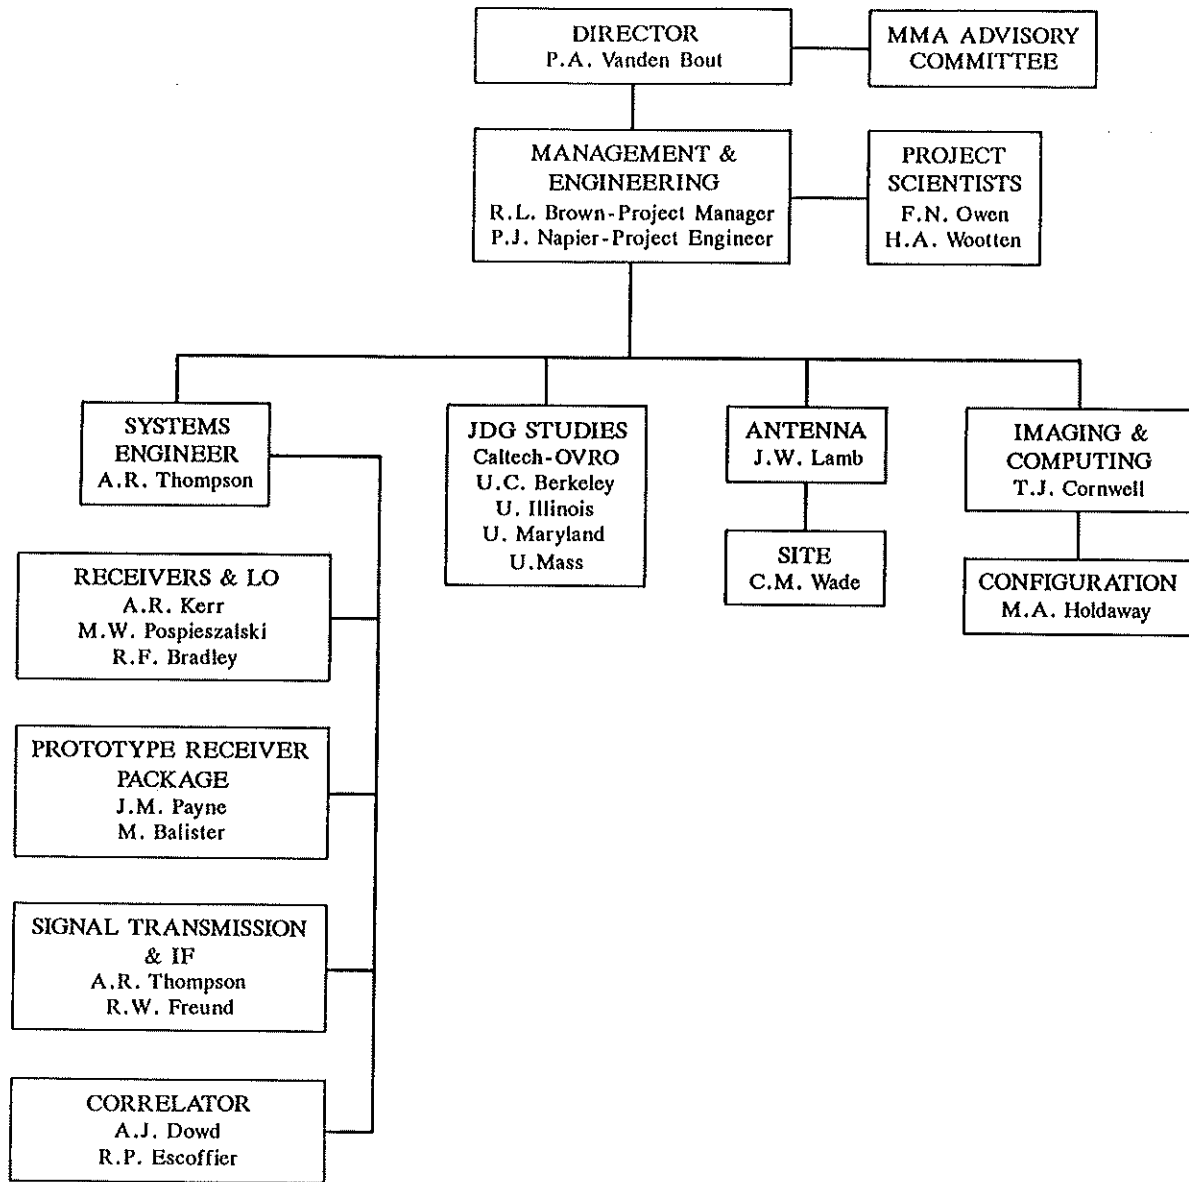 DIRECTOR
P.A. Vanden Bout
MMA ADVISORY
COMMITTEE
MANAGEMENT &
ENGINEERING
R.L. Brown-Project Manager
P.J. Napier-Project Engineer
PROJECT
SCIENTISTS
F.N. Owen
H.A. Wootten
SYSTEMS
ENGINEER
A.R. Thompson
JDG STUDIES
Caltech-OVRO
U.C. Berkeley
U. Illinois
U. Maryland
U.Mass
ANTENNA
J.W. Lamb
IMAGING &
COMPUTING
T.J. Cornwell
SITE
C.M. Wade
CONFIGURATION
M.A. Holdaway
RECEIVERS & LO
A.R. Kerr
M.W. Pospieszalski
R.F. Bradley
PROTOTYPE RECEIVER
PACKAGE
J.M. Payne
M. Balister
SIGNAL TRANSMISSION
& IF
A.R. Thompson
R.W. Freund
CORRELATOR
A.J. Dowd
R.P. Escoffier